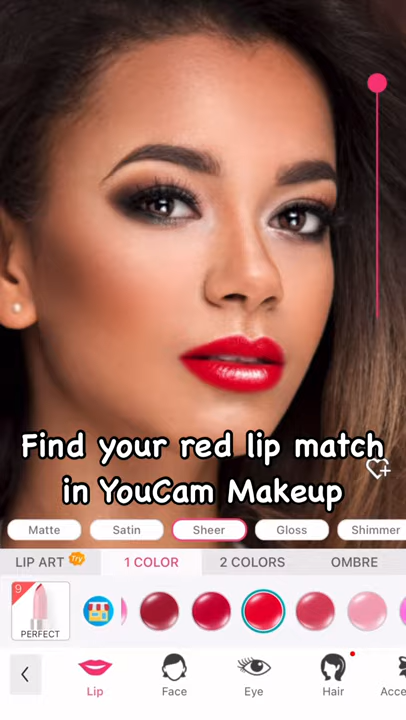 Find your red lip match
in YouCam Makeup
Matte Satin Sheer Gloss Shimmer
LIP ART Try 1 COLOR 2 COLORS OMBRE
9
PERFECT
Lip Face Eye Hair Acce